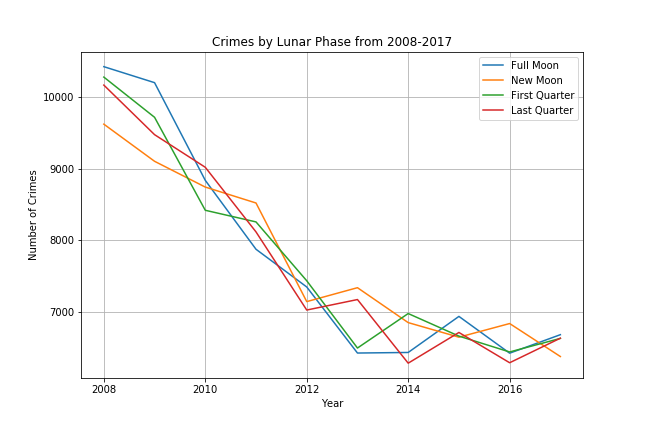 Crimes by Lunar Phase from 2008-2017
Full Moon
New Moon
First Quarter
Last Quarter
10000
9000
8000
7000
Number of Crimes
2008
2010
2012
2014
2016
Year